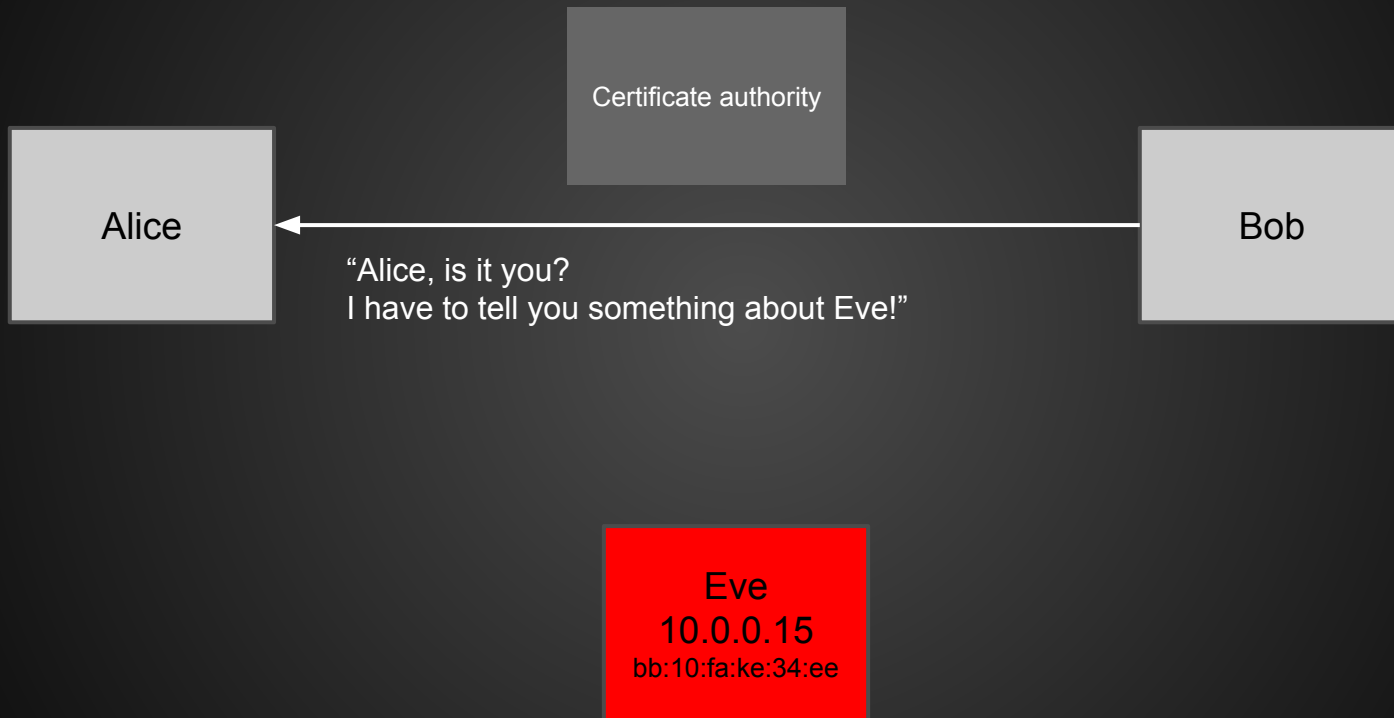 Certificate authority
Alice
Bob
“Alice, is it you?
I have to tell you something about Eve!”
Eve
10.0.0.15
bb:10:fa:ke:34:ee